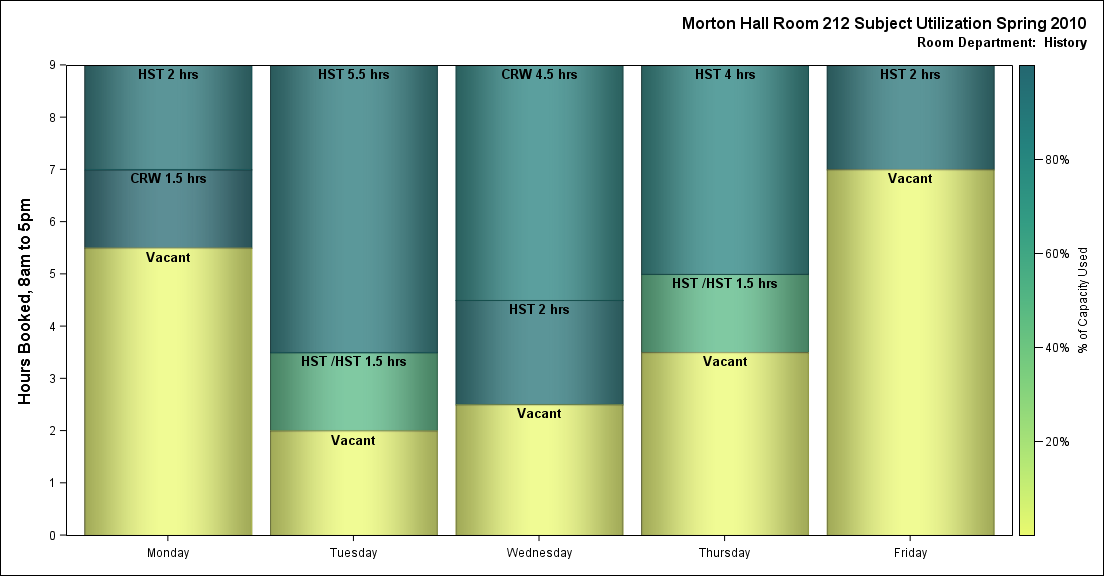 Morton Hall Room 212 Subject Utilization Spring 2010
Room Department:  History
Hours Booked, 8am to 5pm
9
8
7
6
5
4
3
2
1
0
HST 2 hrs
CRW 1.5 hrs
Vacant
HST 5.5 hrs
HST /HST 1.5 hrs
Vacant
CRW 4.5 hrs
HST 2 hrs
Vacant
HST 4 hrs
HST /HST 1.5 hrs
Vacant
HST 2 hrs
Vacant
Monday
Tuesday
Wednesday
Thursday
Friday
80%
60%
40%
20%
% of Capacity Used